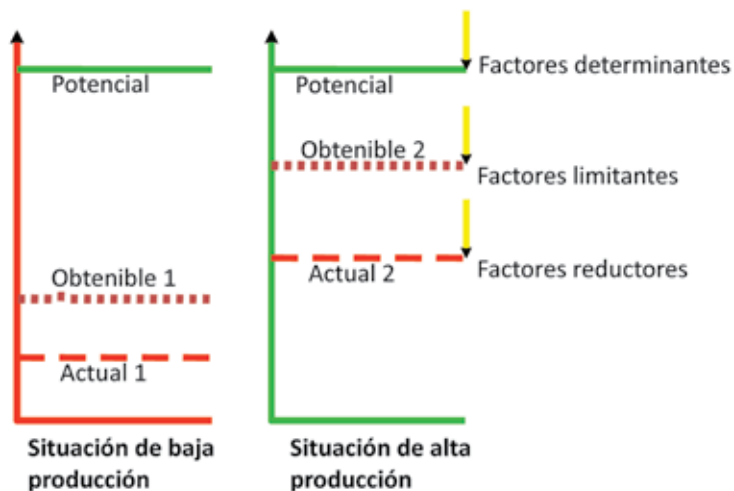 Potencial
Obtenible 1
Actual 1
Situación de baja
producción
Potencial
Obtenible 2
Actual 2
Situación de alta
producción
Factores determinantes
Factores limitantes
Factores reductores